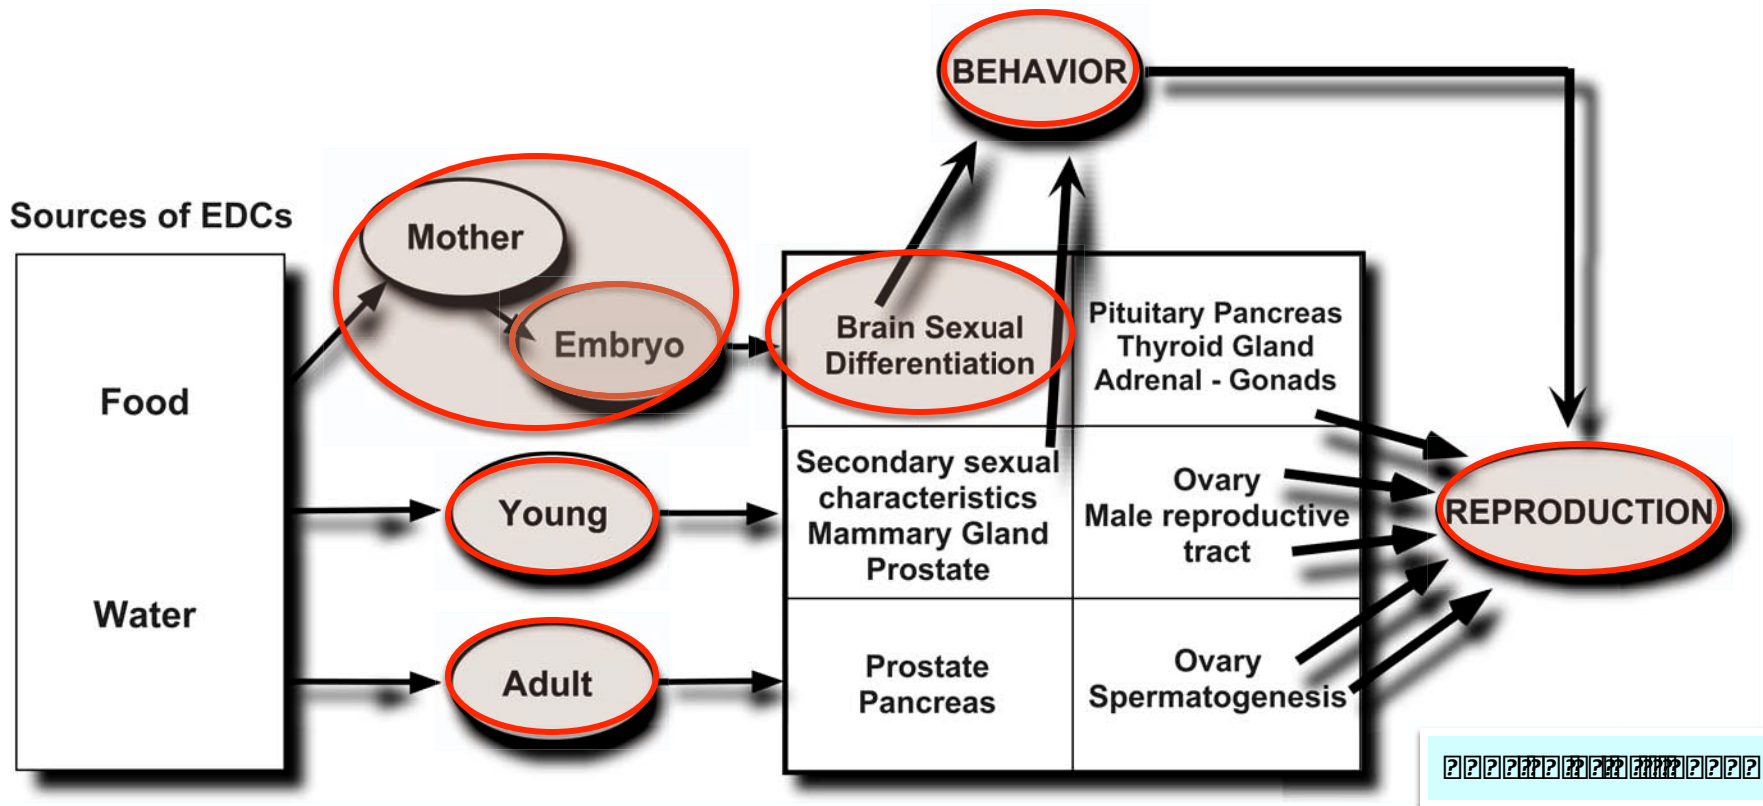 BEHAVIOR
Sources of EDCs
Mother
Embryo
Food
Water
Young
Adult
Brain Sexual
Differentiation
Pituitary Pancreas
Thyroid Gland
Adrenal - Gonads
Secondary sexual
characteristics
Mammary Gland
Prostate
Ovary
Male reproductive
tract
Prostate
Pancreas
Ovary
Spermatogenesis
REPRODUCTION